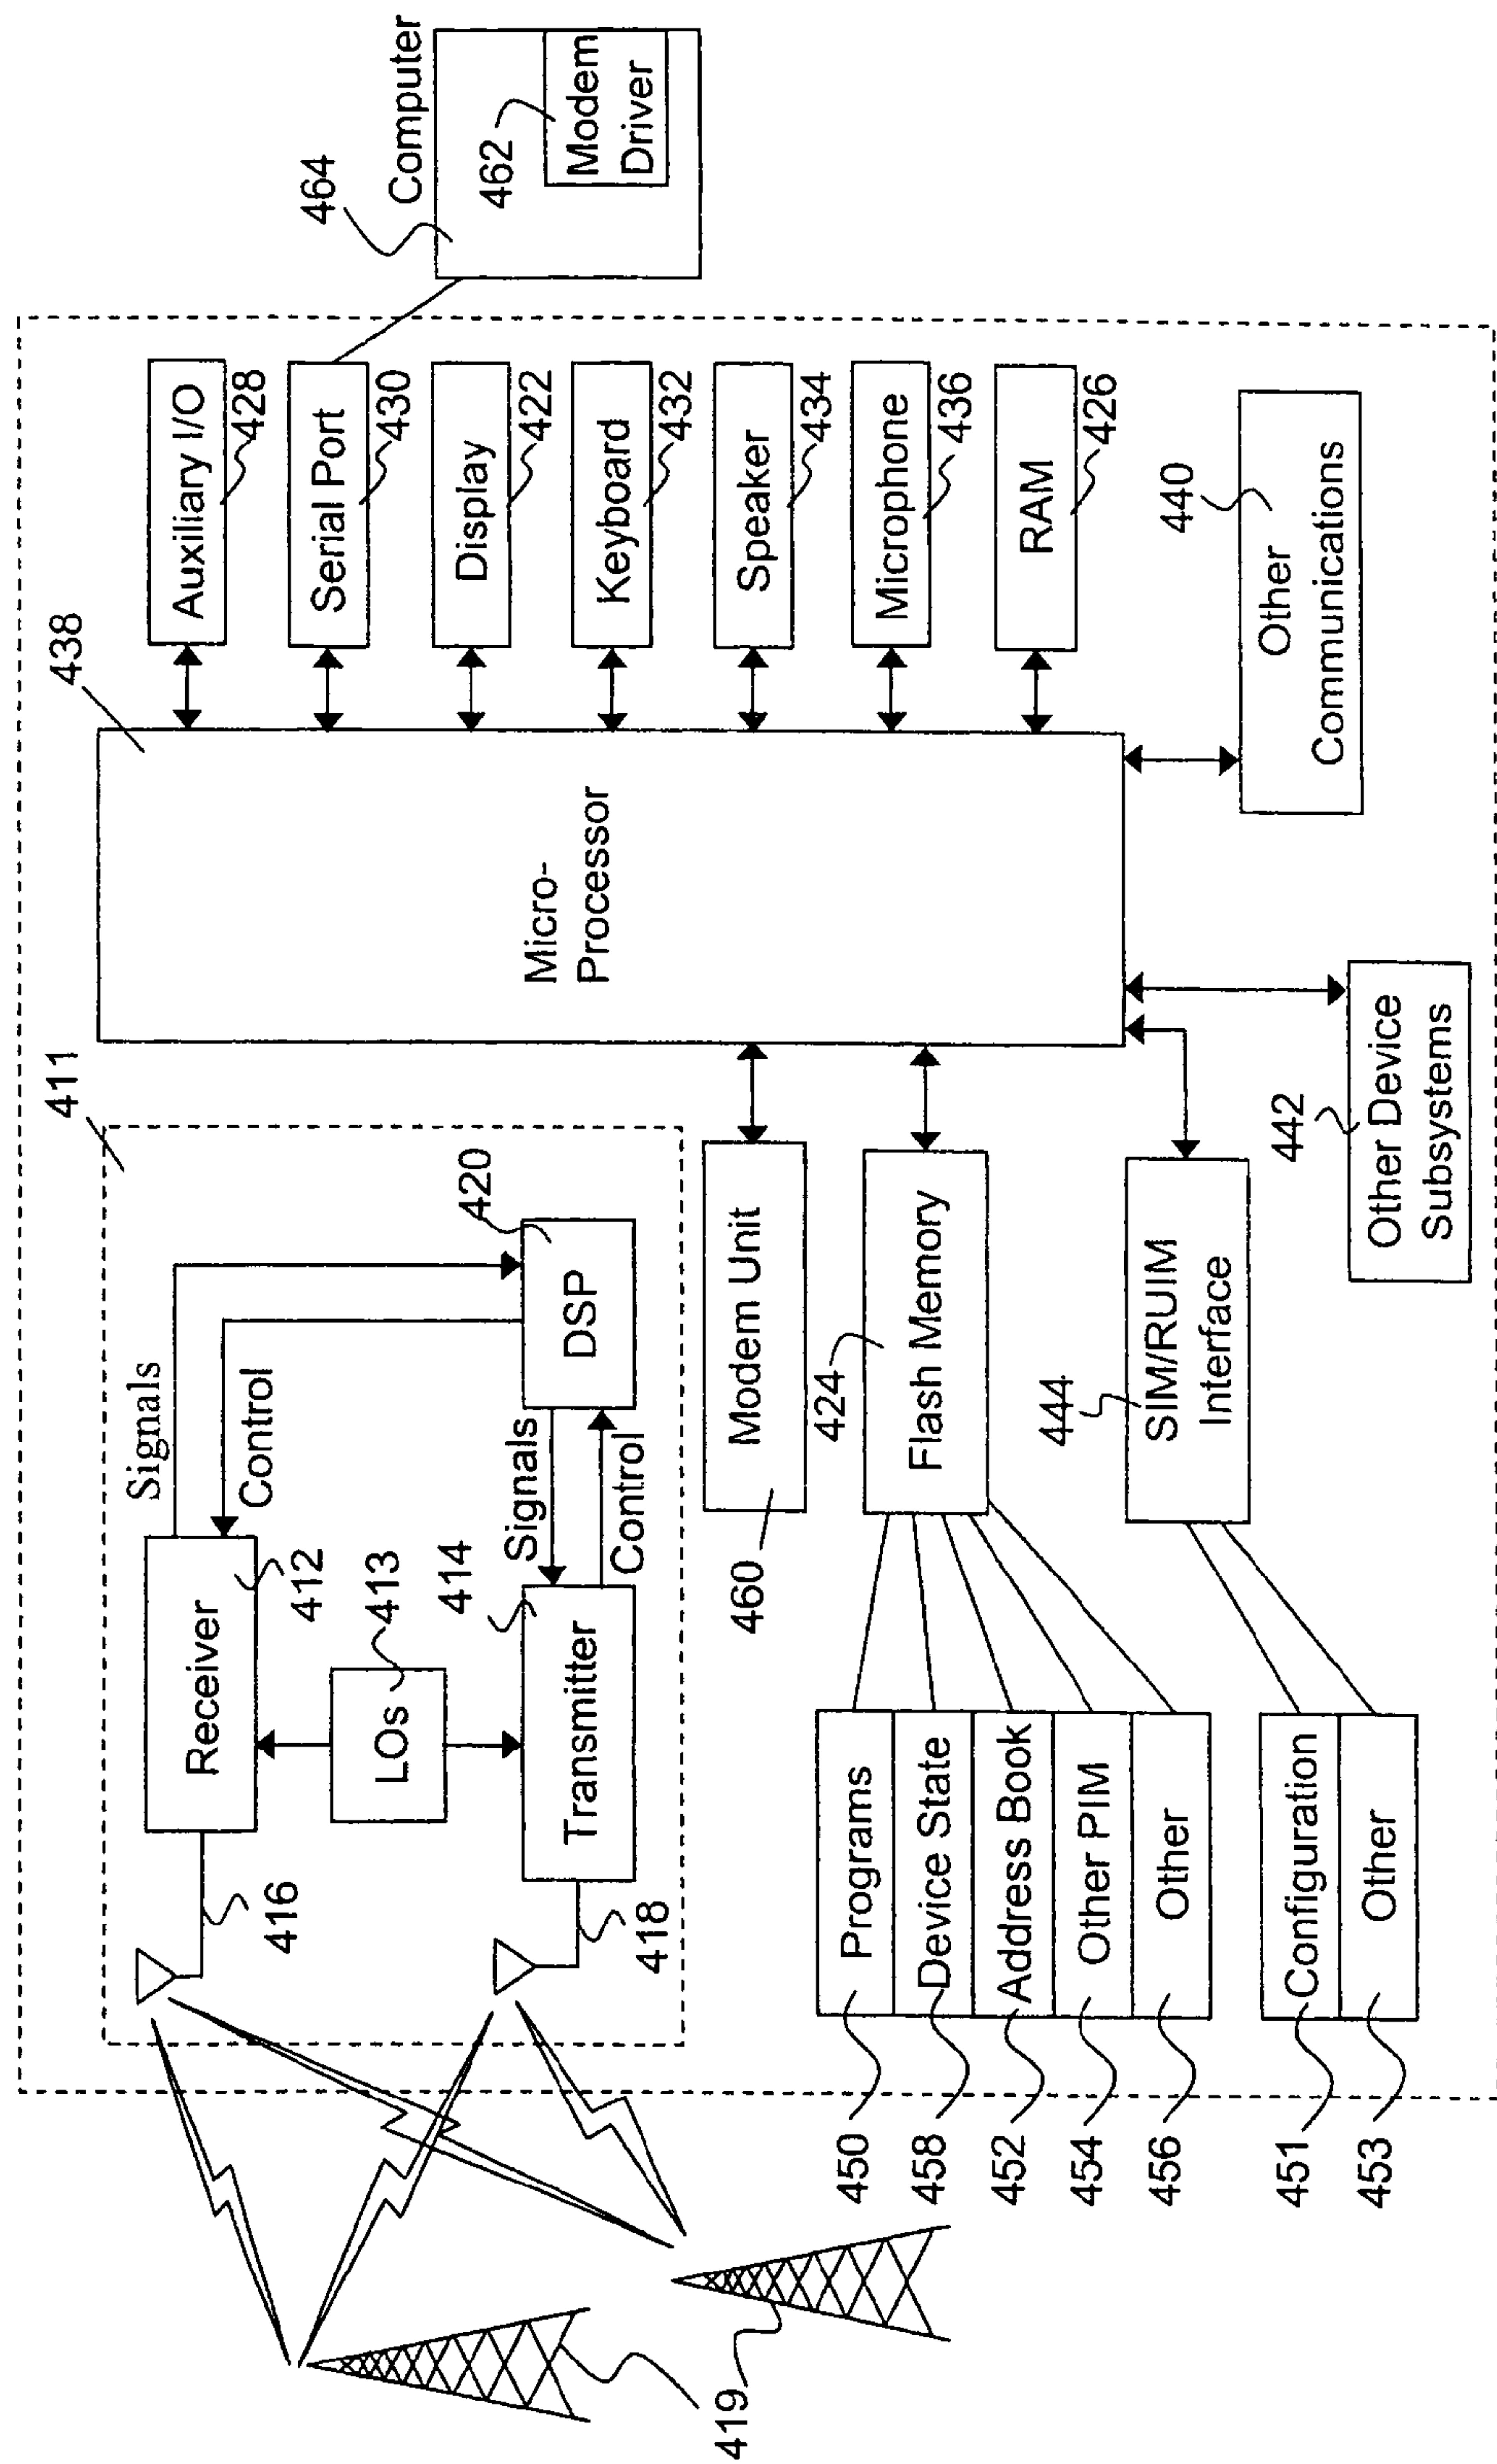 411
438
464
Computer
462
Modem
Driver
Signals
Control
Receiver
412
416
LOs
413
414
Signals
Control
Transmitter
418
420
DSP
Micro-
Processor
Auxiliary I/O
428
Serial Port
430
Display
422
Keyboard
432
Speaker
434
Microphone
436
RAM
426
440
Other
Communications
Modem Unit
460
424
Flash Memory
444
SIM/RUIM
Interface
442
Other Device
Subsystems
419
450
Programs
458
Device State
452
Address Book
454
Other PIM
456
Other
451
Configuration
453
Other